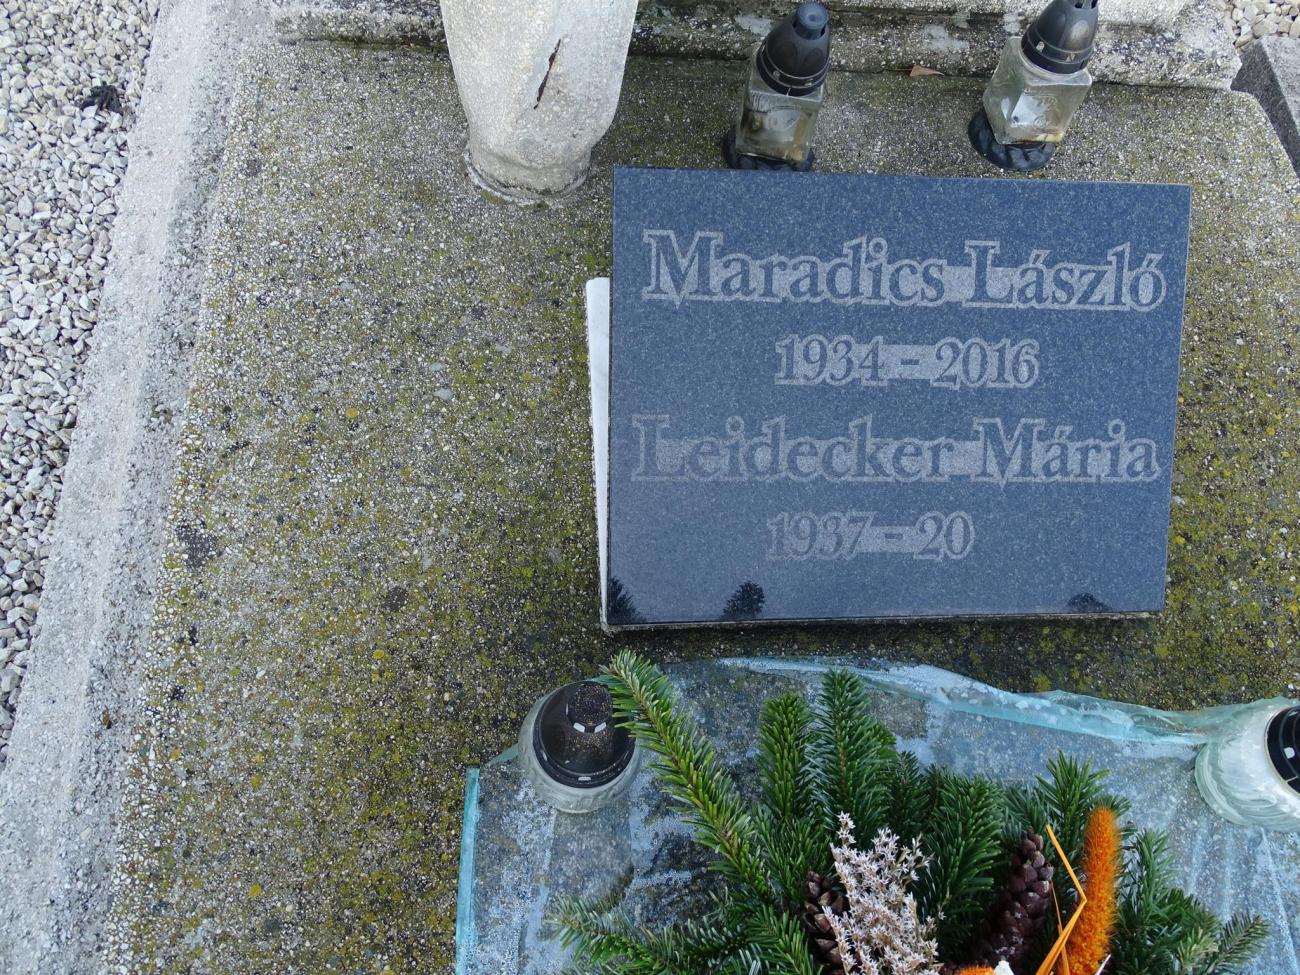 Maradics László
1934 - 2016
Leidecker Mária
1937 - 20